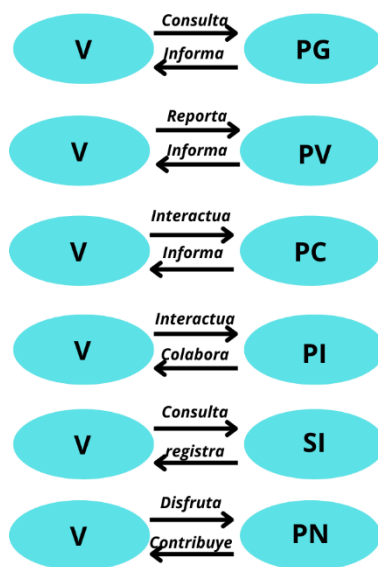 Consulta
V PG
Informa
Reporta
V PV
Informa
Interactua
V PC
Informa
Interactua
V PI
Colabora
Consulta
V SI
registra
Disfruta
V PN
Contribuye